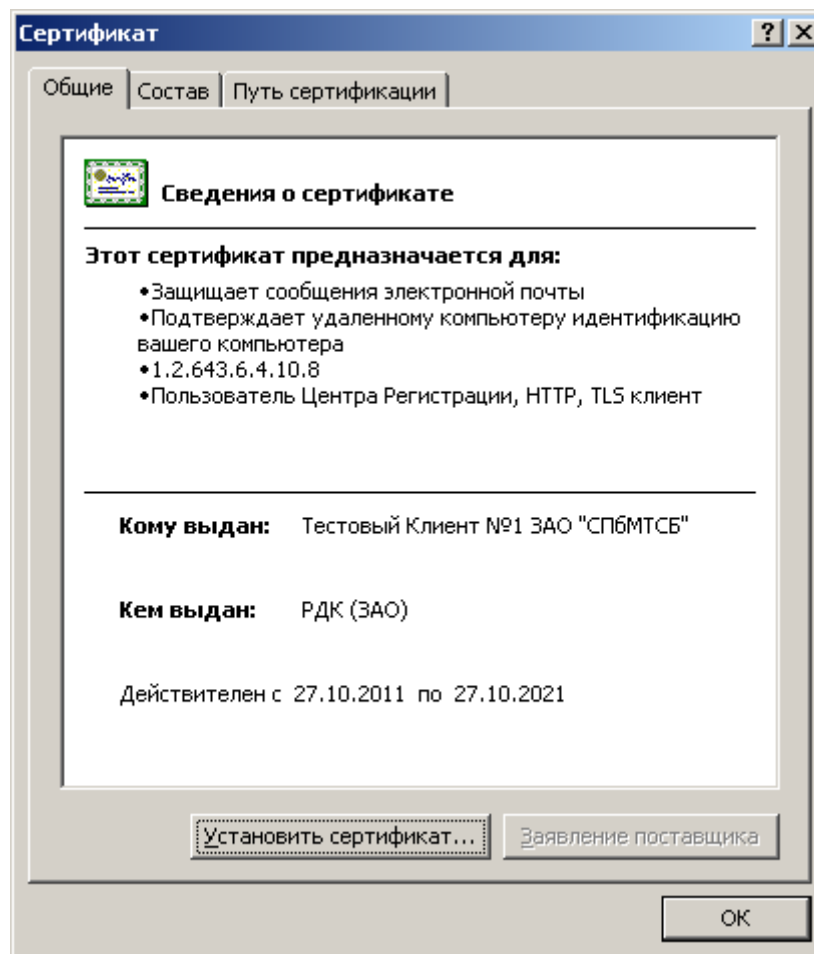 Сертификат
Общие Состав Путь сертификации
Сведения о сертификате
Этот сертификат предназначается для:
•Защищает сообщения электронной почты
•Подтверждает удаленному компьютеру идентификацию
вашего компьютера
•1.2.643.6.4.10.8
•Пользователь Центра Регистрации, HTTP, TLS клиент
Кому выдан: Тестовый Клиент №1 ЗАО "СПбМТСБ"
Кем выдан: РДК (ЗАО)
Действителен с 27.10.2011 по 27.10.2021
Установить сертификат... Заявление поставщика
ОК